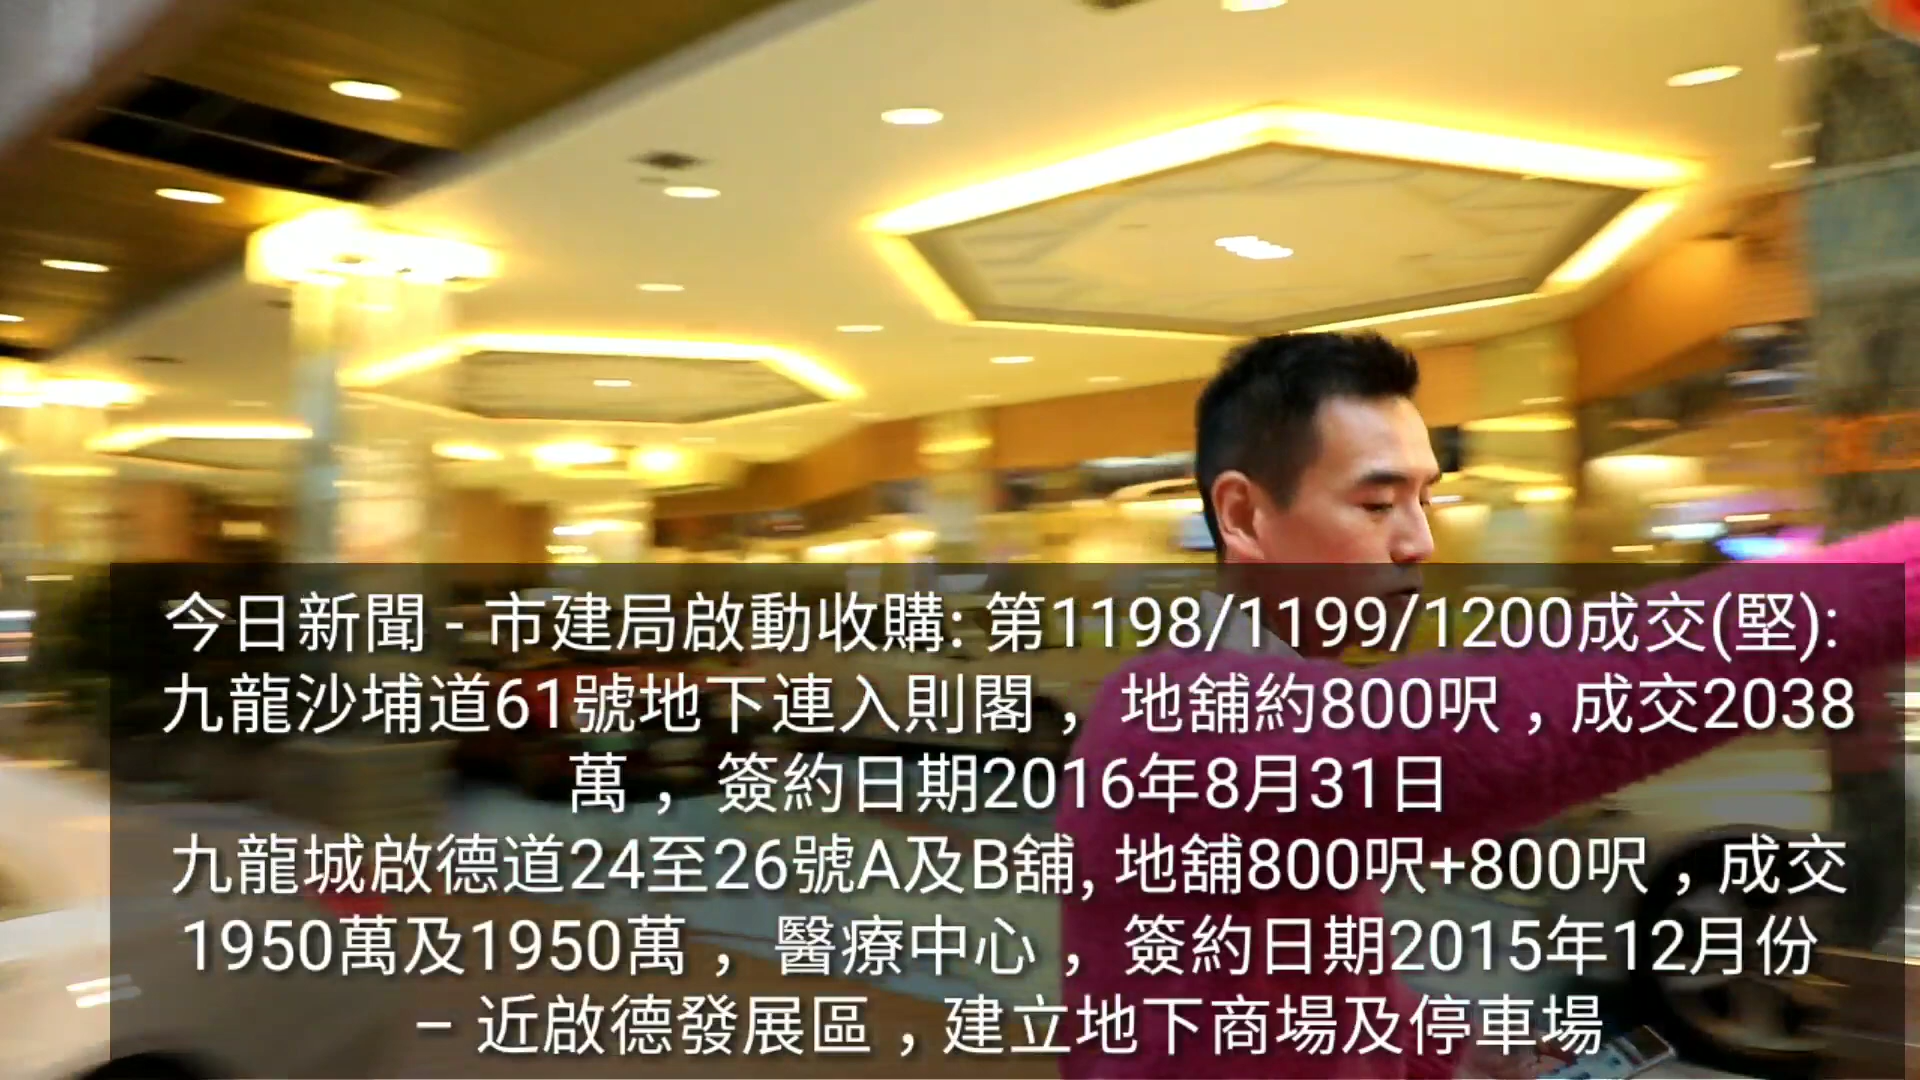 今日新聞 - 市建局啟動收購: 第1198/1199/1200成交(堅):
九龍沙埔道61號地下連入則閣， 地舖約800呎，成交2038
萬， 簽約日期2016年8月31日
九龍城啟德道24至26號A及B舖, 地舖800呎+800呎，成交
1950萬及1950萬， 醫療中心， 簽約日期2015年12月份
– 近啟德發展區，建立地下商場及停車場